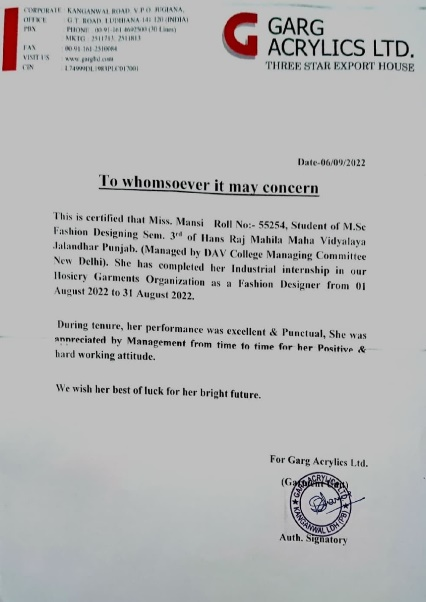 CORPORATE : KANGANWAL ROAD, V.P.O. JUGIANA,
OFFICE : G.T. ROAD, LUDHIANA 141 120 (INDIA)
PBX : PHONE 00-91-161-4692500 (30 Lines)
MKTG : 2511713, 2511813
FAX : 00-91-161-2510084
VISIT US : www.gargltd.com
CIN : L74999DL1983PLC017001
GARG
ACRYLICS LTD.
THREE STAR EXPORT HOUSE
Date-06/09/2022
To whomsoever it may concern
This is certified that Miss. Mansi Roll No:- 55254, Student of M.Sc
Fashion Designing Sem. 3rd of Hans Raj Mahila Maha Vidyalaya
Jalandhar Punjab. (Managed by DAV College Managing Committee
New Delhi). She has completed her Industrial internship in our
Hosiery Garments Organization as a Fashion Designer from 01
August 2022 to 31 August 2022.
During tenure, her performance was excellent & Punctual, She was
appreciated by Management from time to time for her Positive &
hard working attitude.
We wish her best of luck for her bright future.
For Garg Acrylics Ltd.
(Garment Unit)
GARG ACRYLICS LTD
KANGANWAL LDH (PB)
Auth. Signatory